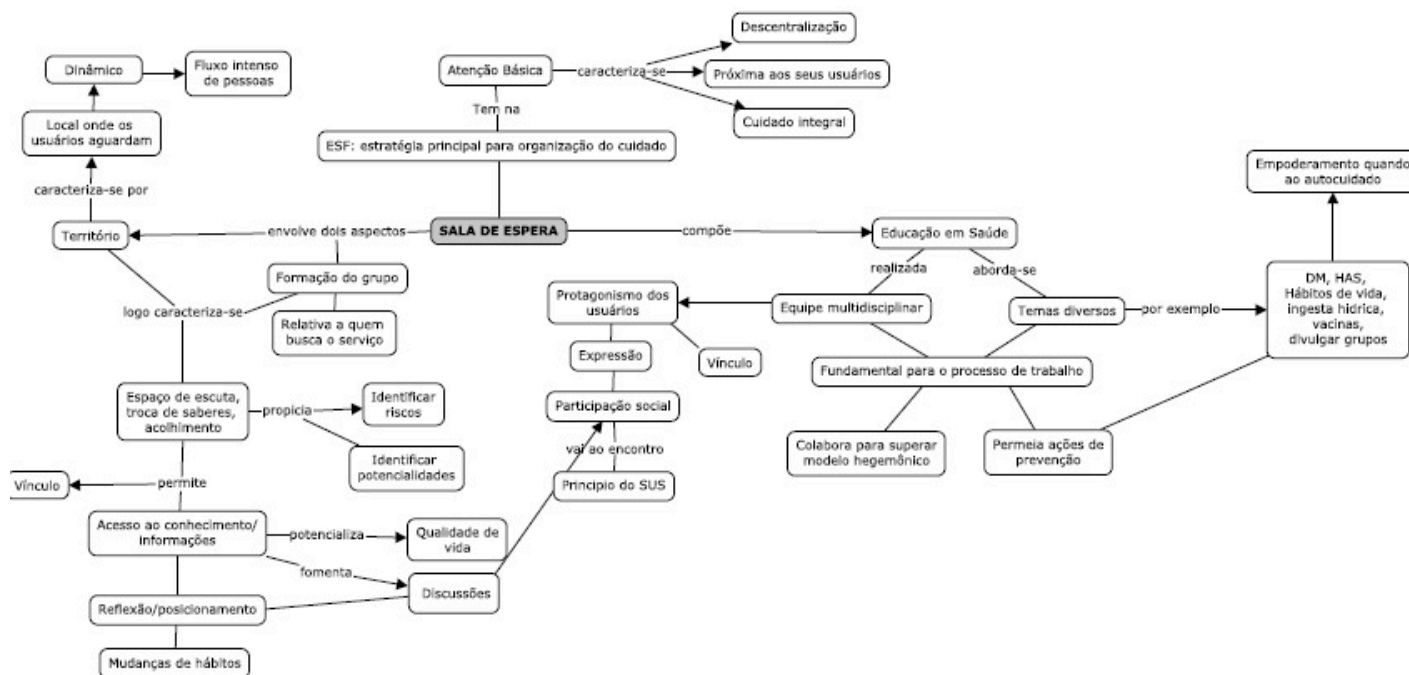 Descentralização
Dinâmico
Fluxo intenso
de pessoas
Atenção Básica
caracteriza-se
Próxima aos seus usuários
Tem na
Cuidado integral
Local onde os
usuários aguardam
ESF: estratégia principal para organização do cuidado
Empoderamento quando
ao autocuidado
caracteriza-se por
Território
envolve dois aspectos
SALA DE ESPERA
compõe
Educação em Saúde
realizada
aborda-se
Formação do grupo
logo caracteriza-se
Relativa a quem
busca o serviço
Protagonismo dos
usuários
Equipe multidisciplinar
Temas diversos
por exemplo
DM, HAS,
Hábitos de vida,
ingesta hidrica,
vacinas,
divulgar grupos
Expressão
Vínculo
Fundamental para o processo de trabalho
Espaço de escuta,
troca de saberes,
acolhimento
propicia
Identificar
riscos
Participação social
Identificar
potencialidades
vai ao encontro
Colabora para superar
modelo hegemônico
Permeia ações de
prevenção
Principio do SUS
Vínculo
permite
Acesso ao conhecimento/
informações
potencializa
Qualidade de
vida
fomenta
Discussões
Reflexão/posicionamento
Mudanças de hábitos